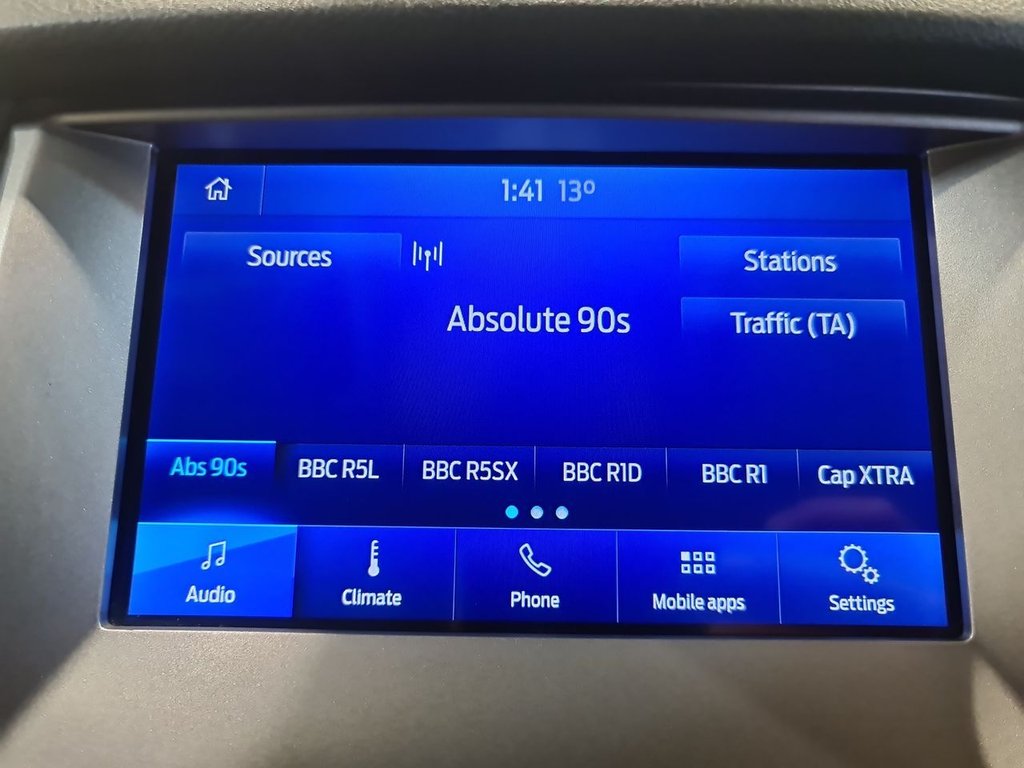 1:41 13º
Sources
Stations
Absolute 90s
Traffic (TA)
Abs 90s BBC R5L BBC R5SX BBC R1D BBC R1 Cap XTRA
Audio Climate Phone Mobile apps Settings